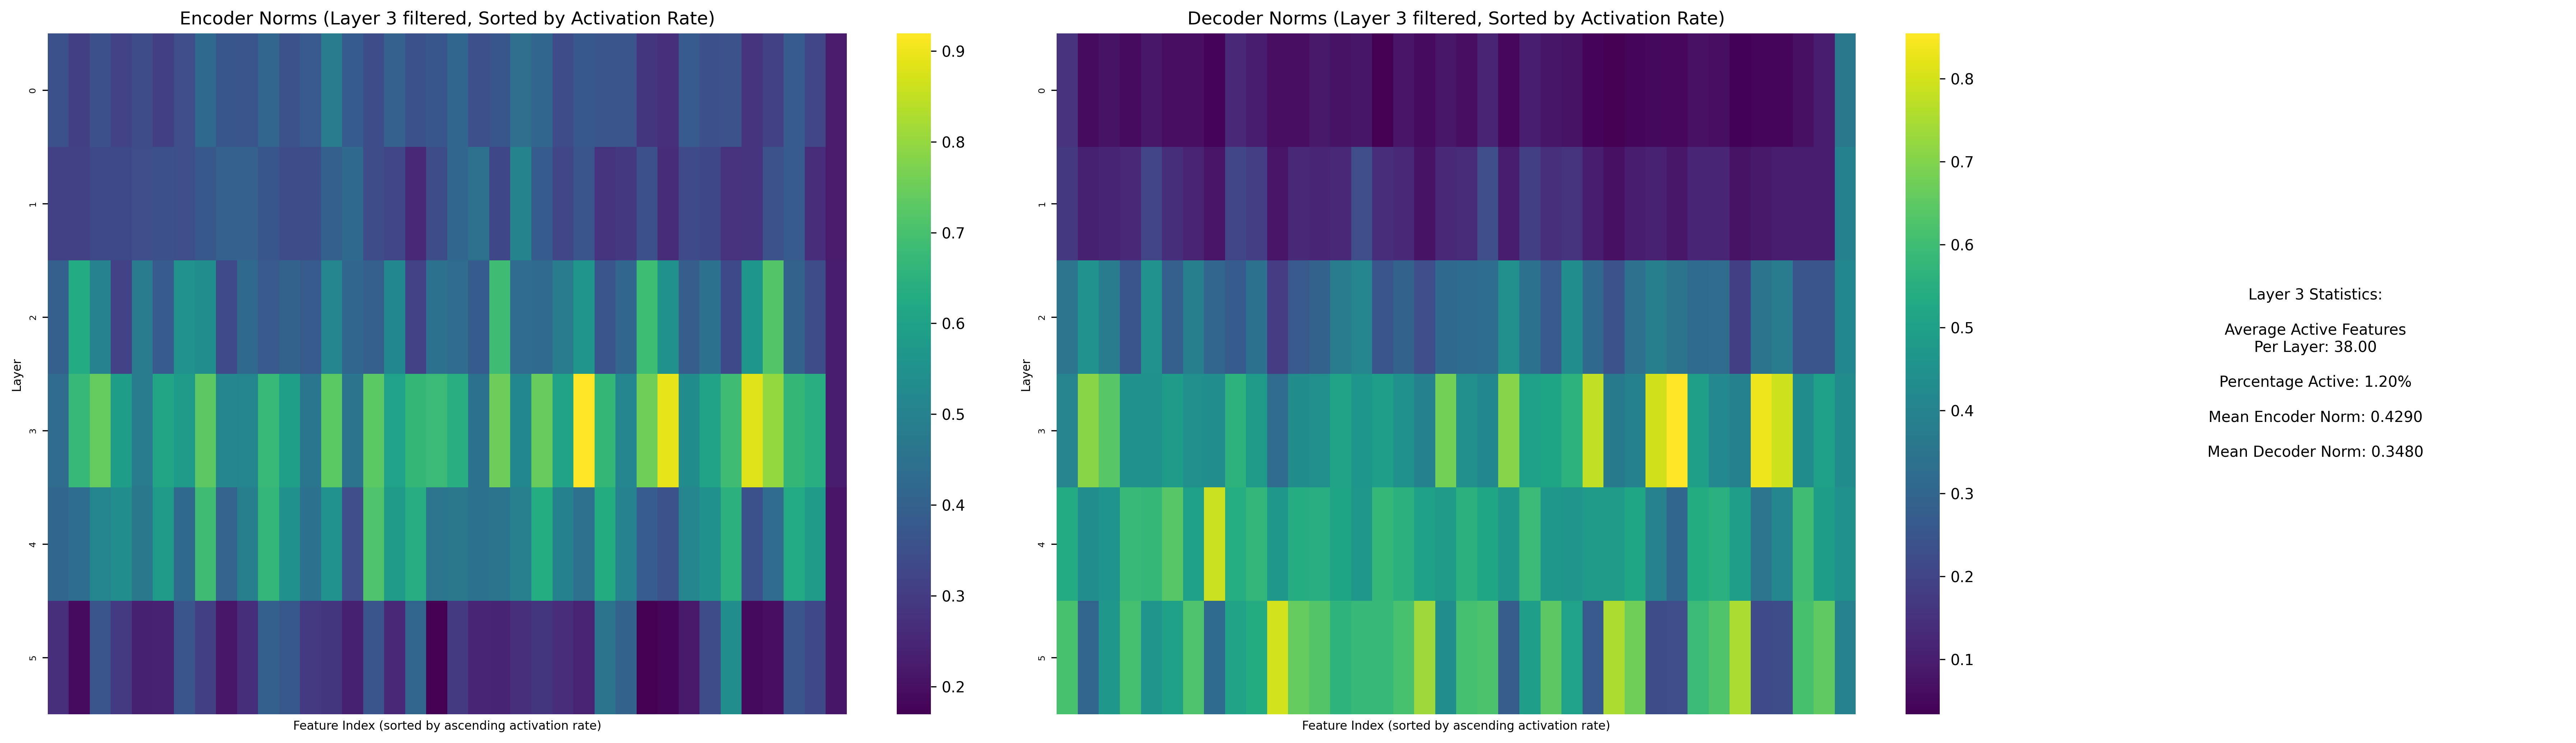 Encoder Norms (Layer 3 filtered, Sorted by Activation Rate)
Layer
0
1
2
3
4
5
Feature Index (sorted by ascending activation rate)
0.9
0.8
0.7
0.6
0.5
0.4
0.3
0.2
Decoder Norms (Layer 3 filtered, Sorted by Activation Rate)
Layer
0
1
2
3
4
5
Feature Index (sorted by ascending activation rate)
0.8
0.7
0.6
0.5
0.4
0.3
0.2
0.1
Layer 3 Statistics:
Average Active Features
Per Layer: 38.00
Percentage Active: 1.20%
Mean Encoder Norm: 0.4290
Mean Decoder Norm: 0.3480